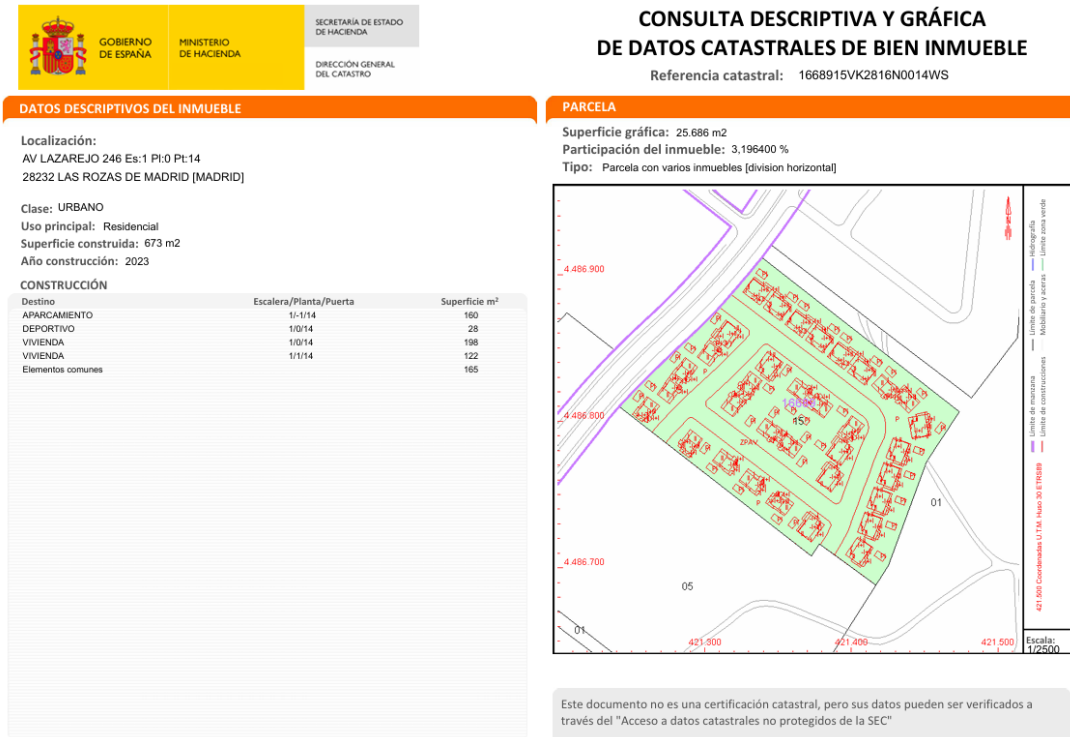 GOBIERNO
DE ESPAÑA
MINISTERIO
DE HACIENDA
SECRETARÍA DE ESTADO
DE HACIENDA
DIRECCIÓN GENERAL
DEL CATASTRO
CONSULTA DESCRIPTIVA Y GRÁFICA
DE DATOS CATASTRALES DE BIEN INMUEBLE
Referencia catastral: 1668915VK2816N0014WS
DATOS DESCRIPTIVOS DEL INMUEBLE
Localización:
AV LAZAREJO 246 Es:1 Pl:0 Pt:14
28232 LAS ROZAS DE MADRID [MADRID]
Clase: URBANO
Uso principal: Residencial
Superficie construida: 673 m2
Año construcción: 2023
CONSTRUCCIÓN
Destino Escalera/Planta/Puerta Superficie m²
APARCAMIENTO 1/-1/14 160
DEPORTIVO 1/0/14 28
VIVIENDA 1/0/14 198
VIVIENDA 1/1/14 122
Elementos comunes 165
PARCELA
Superficie gráfica: 25.686 m2
Participación del inmueble: 3,196400 %
Tipo: Parcela con varios inmuebles [division horizontal]
4.486.900
4.486.800
4.486.700
15
P
P
P
ZPAV.
01
05
01
421.300
421.400
421.500
Hidrografía
Límite zona verde
Límite de parcela
Mobiliario y aceras
Límite de manzana
Límite de construcciones
421.500 Coordenadas U.T.M. Huso 30 ETRS89
Escala:
1/2500
Este documento no es una certificación catastral, pero sus datos pueden ser verificados a
través del "Acceso a datos catastrales no protegidos de la SEC"